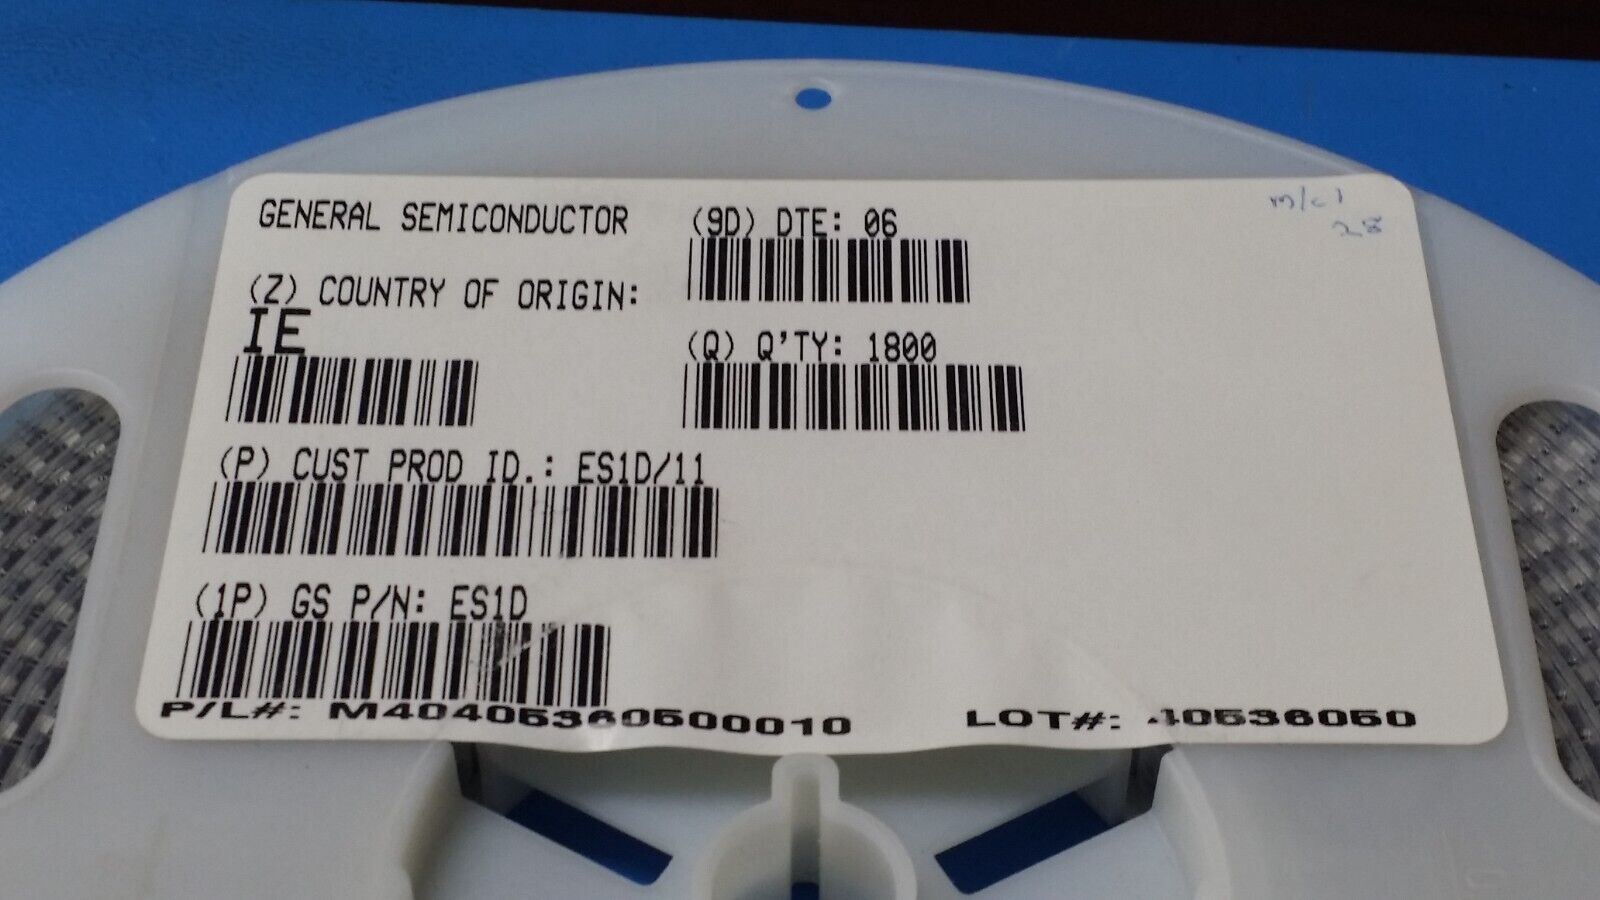 GENERAL SEMICONDUCTOR
(9D) DTE: 06
(Z) COUNTRY OF ORIGIN:
IE
(Q) Q'TY: 1800
(P) CUST PROD ID.: ES1D/11
(1P) GS P/N: ES1D
P/L#: M40405360500010
LOT#: 40536050
28